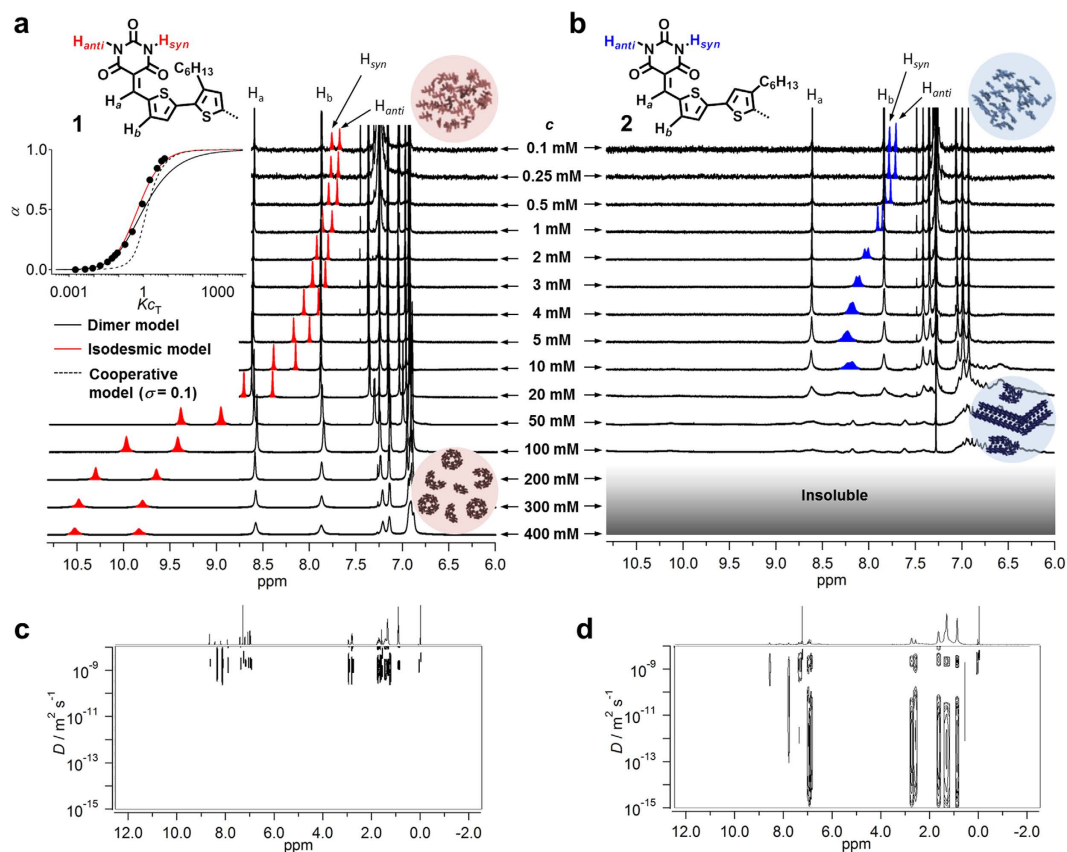 a
O
H_anti
N
N
H_syn
O
O
C6H13
H_a
S
S
H_b
1
H_a
H_b
H_syn
H_anti
1.0
α
0.5
0.0
0.001
1
1000
Kc_T
Dimer model
Isodesmic model
Cooperative
model (σ = 0.1)
10.5 10.0 9.5 9.0 8.5 8.0 7.5 7.0 6.5 6.0
ppm
c
0.1 mM
0.25 mM
0.5 mM
1 mM
2 mM
3 mM
4 mM
5 mM
10 mM
20 mM
50 mM
100 mM
200 mM
300 mM
400 mM
b
O
H_anti
N
N
H_syn
O
O
C6H13
H_a
S
S
H_b
2
H_a
H_b
H_syn
H_anti
Insoluble
10.5 10.0 9.5 9.0 8.5 8.0 7.5 7.0 6.5 6.0
ppm
c
D / m² s⁻¹
10⁻⁹
10⁻¹¹
10⁻¹³
10⁻¹⁵
12.0 10.0 8.0 6.0 4.0 2.0 0.0 -2.0
ppm
d
D / m² s⁻¹
10⁻⁹
10⁻¹¹
10⁻¹³
10⁻¹⁵
12.0 10.0 8.0 6.0 4.0 2.0 0.0 -2.0
ppm